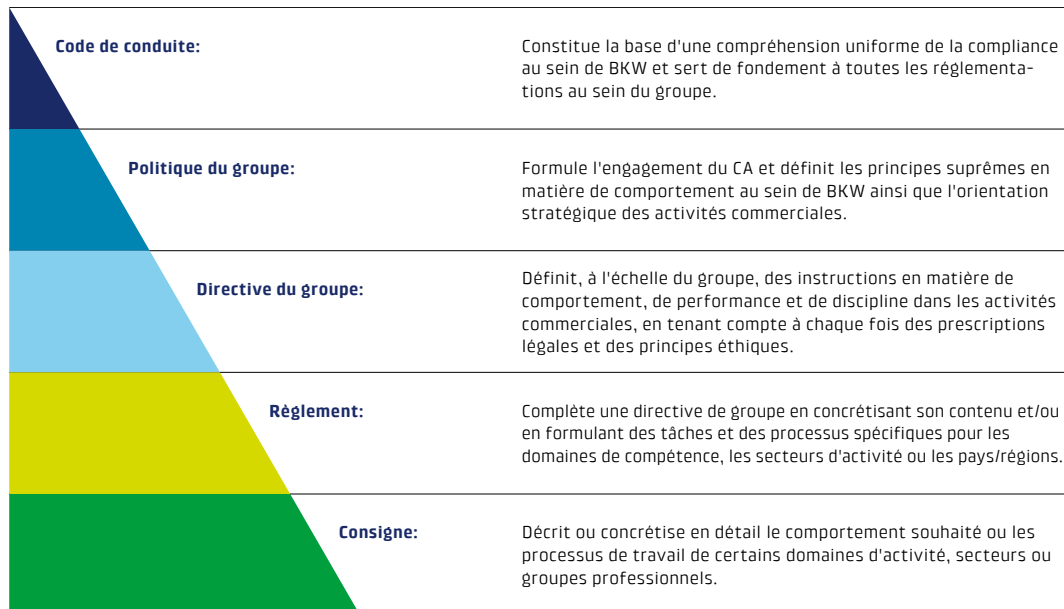 Code de conduite:
Constitue la base d'une compréhension uniforme de la compliance
au sein de BKW et sert de fondement à toutes les réglementa-
tions au sein du groupe.
Politique du groupe:
Formule l'engagement du CA et définit les principes suprêmes en
matière de comportement au sein de BKW ainsi que l'orientation
stratégique des activités commerciales.
Directive du groupe:
Définit, à l'échelle du groupe, des instructions en matière de
comportement, de performance et de discipline dans les activités
commerciales, en tenant compte à chaque fois des prescriptions
légales et des principes éthiques.
Règlement:
Complète une directive de groupe en concrétisant son contenu et/ou
en formulant des tâches et des processus spécifiques pour les
domaines de compétence, les secteurs d'activité ou les pays/régions.
Consigne:
Décrit ou concrétise en détail le comportement souhaité ou les
processus de travail de certains domaines d'activité, secteurs ou
groupes professionnels.